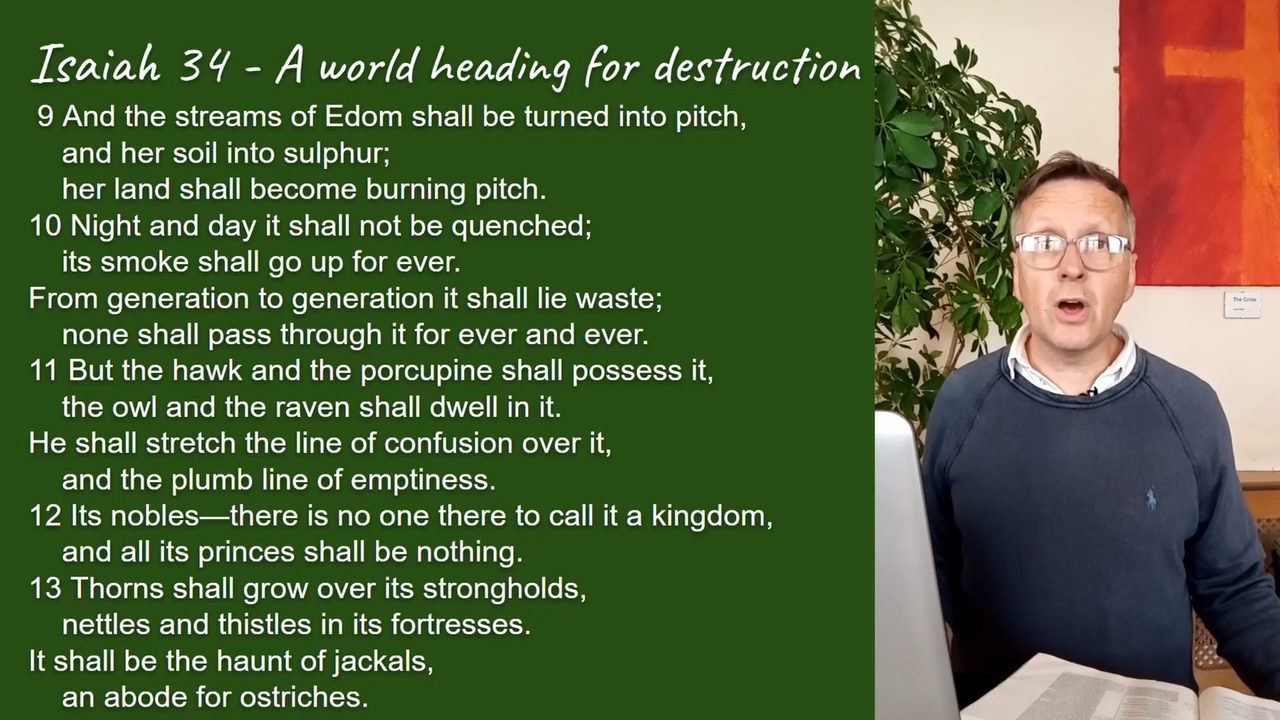 Isaiah 34 - A world heading for destruction
9 And the streams of Edom shall be turned into pitch,
and her soil into sulphur;
her land shall become burning pitch.
10 Night and day it shall not be quenched;
its smoke shall go up for ever.
From generation to generation it shall lie waste;
none shall pass through it for ever and ever.
11 But the hawk and the porcupine shall possess it,
the owl and the raven shall dwell in it.
He shall stretch the line of confusion over it,
and the plumb line of emptiness.
12 Its nobles—there is no one there to call it a kingdom,
and all its princes shall be nothing.
13 Thorns shall grow over its strongholds,
nettles and thistles in its fortresses.
It shall be the haunt of jackals,
an abode for ostriches.
The Cross